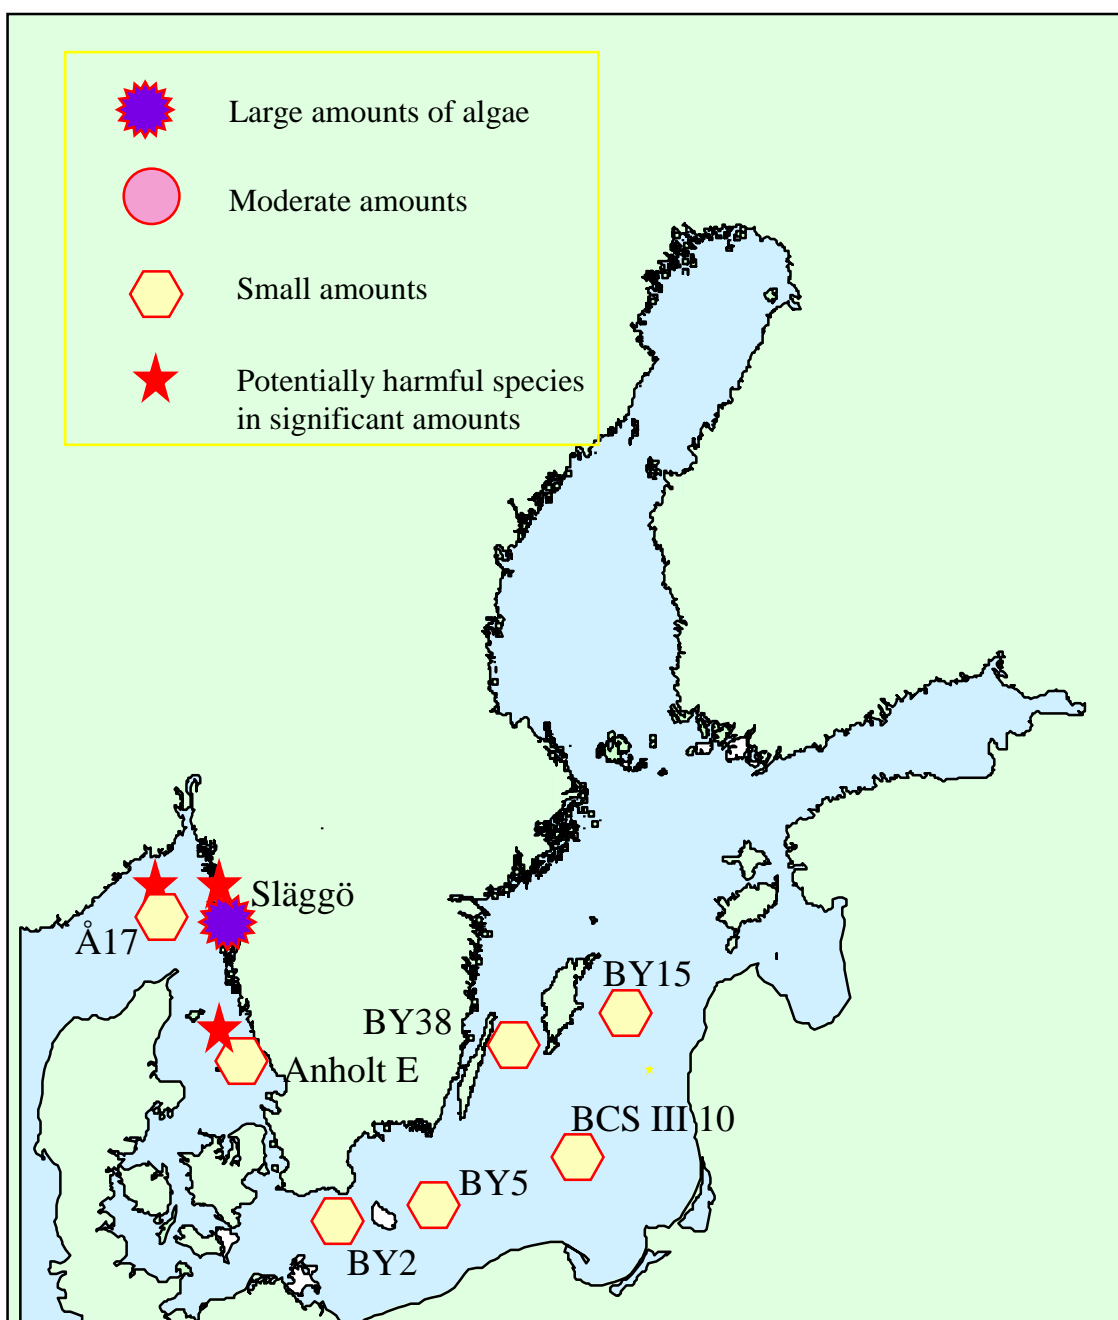 Large amounts of algae
Moderate amounts
Small amounts
Potentially harmful species
in significant amounts
Släggö
Å17
BY15
BY38
Anholt E
BCS III 10
BY5
BY2